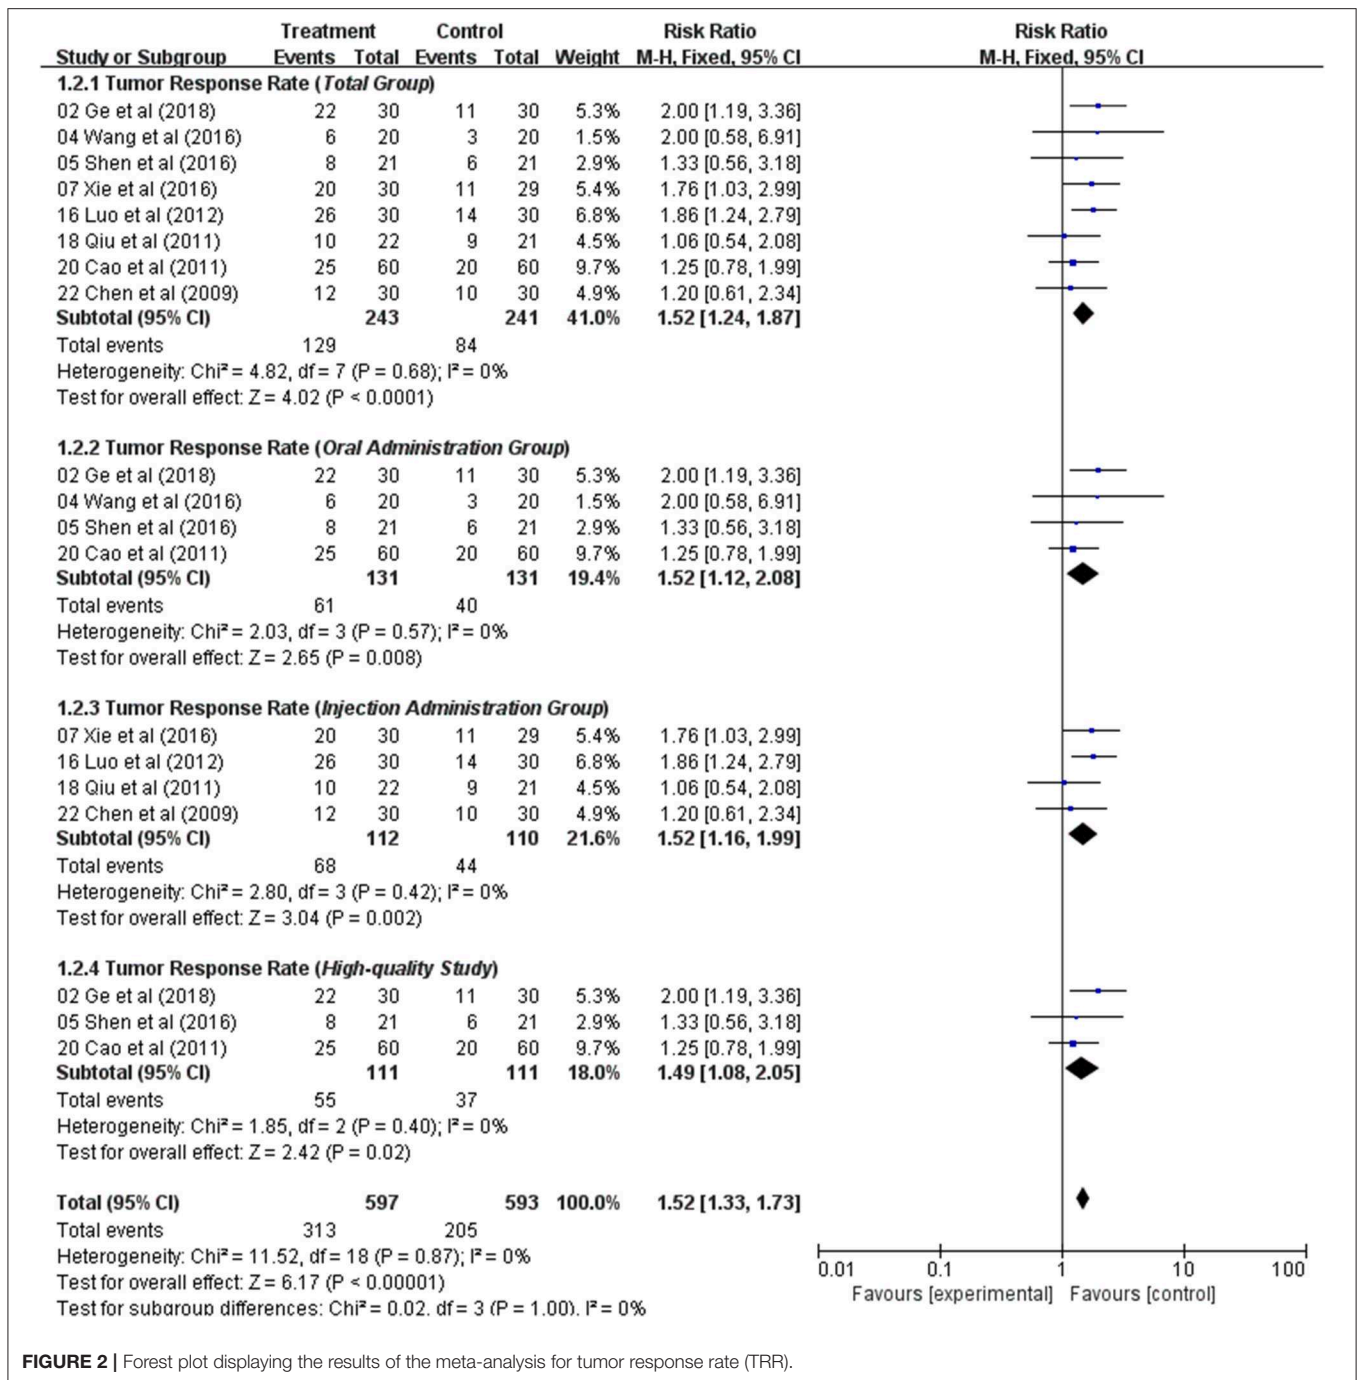 Treatment Control Risk Ratio Risk Ratio
Study or Subgroup Events Total Events Total Weight M-H, Fixed, 95% CI M-H, Fixed, 95% CI
1.2.1 Tumor Response Rate (Total Group)
02 Ge et al (2018) 22 30 11 30 5.3% 2.00 [1.19, 3.36]
04 Wang et al (2016) 6 20 3 20 1.5% 2.00 [0.58, 6.91]
05 Shen et al (2016) 8 21 6 21 2.9% 1.33 [0.56, 3.18]
07 Xie et al (2016) 20 30 11 29 5.4% 1.76 [1.03, 2.99]
16 Luo et al (2012) 26 30 14 30 6.8% 1.86 [1.24, 2.79]
18 Qiu et al (2011) 10 22 9 21 4.5% 1.06 [0.54, 2.08]
20 Cao et al (2011) 25 60 20 60 9.7% 1.25 [0.78, 1.99]
22 Chen et al (2009) 12 30 10 30 4.9% 1.20 [0.61, 2.34]
Subtotal (95% CI) 243 241 41.0% 1.52 [1.24, 1.87]
Total events 129 84
Heterogeneity: Chi² = 4.82, df = 7 (P = 0.68); I² = 0%
Test for overall effect: Z = 4.02 (P < 0.0001)
1.2.2 Tumor Response Rate (Oral Administration Group)
02 Ge et al (2018) 22 30 11 30 5.3% 2.00 [1.19, 3.36]
04 Wang et al (2016) 6 20 3 20 1.5% 2.00 [0.58, 6.91]
05 Shen et al (2016) 8 21 6 21 2.9% 1.33 [0.56, 3.18]
20 Cao et al (2011) 25 60 20 60 9.7% 1.25 [0.78, 1.99]
Subtotal (95% CI) 131 131 19.4% 1.52 [1.12, 2.08]
Total events 61 40
Heterogeneity: Chi² = 2.03, df = 3 (P = 0.57); I² = 0%
Test for overall effect: Z = 2.65 (P = 0.008)
1.2.3 Tumor Response Rate (Injection Administration Group)
07 Xie et al (2016) 20 30 11 29 5.4% 1.76 [1.03, 2.99]
16 Luo et al (2012) 26 30 14 30 6.8% 1.86 [1.24, 2.79]
18 Qiu et al (2011) 10 22 9 21 4.5% 1.06 [0.54, 2.08]
22 Chen et al (2009) 12 30 10 30 4.9% 1.20 [0.61, 2.34]
Subtotal (95% CI) 112 110 21.6% 1.52 [1.16, 1.99]
Total events 68 44
Heterogeneity: Chi² = 2.80, df = 3 (P = 0.42); I² = 0%
Test for overall effect: Z = 3.04 (P = 0.002)
1.2.4 Tumor Response Rate (High-quality Study)
02 Ge et al (2018) 22 30 11 30 5.3% 2.00 [1.19, 3.36]
05 Shen et al (2016) 8 21 6 21 2.9% 1.33 [0.56, 3.18]
20 Cao et al (2011) 25 60 20 60 9.7% 1.25 [0.78, 1.99]
Subtotal (95% CI) 111 111 18.0% 1.49 [1.08, 2.05]
Total events 55 37
Heterogeneity: Chi² = 1.85, df = 2 (P = 0.40); I² = 0%
Test for overall effect: Z = 2.42 (P = 0.02)
Total (95% CI) 597 593 100.0% 1.52 [1.33, 1.73]
Total events 313 205
Heterogeneity: Chi² = 11.52, df = 18 (P = 0.87); I² = 0%
Test for overall effect: Z = 6.17 (P < 0.00001)
Test for subgroup differences: Chi² = 0.02, df = 3 (P = 1.00), I² = 0%
0.01 0.1 1 10 100
Favours [experimental] Favours [control]
FIGURE 2 | Forest plot displaying the results of the meta-analysis for tumor response rate (TRR).